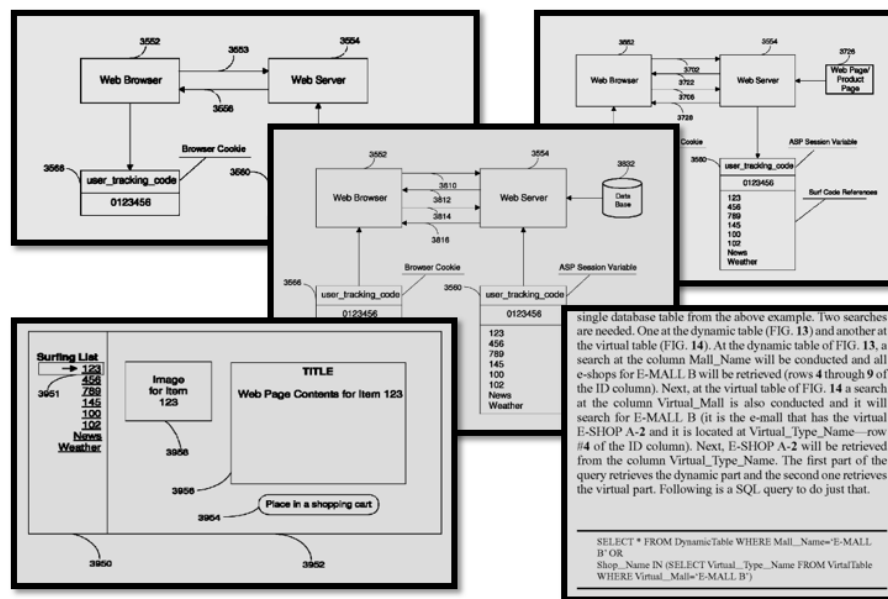 3552
3554
3553
Web Browser
Web Server
3556
3568
Browser Cookie
user_tracking_code
3560
0123456
3554
3726
Web Browser
3702
3722
3706
3728
Web Server
Web Page/
Product
Page
Cookie
3560
ASP Session Variable
user_tracking_code
0123456
Surf Code References
123
456
789
145
100
102
News
Weather
3552
3554
3832
Web Browser
3810
3812
3814
3816
Web Server
Data
Base
3566
Browser Cookie
3560
ASP Session Variable
user_tracking_code
user_tracking_code
0123456
0123456
123
456
789
145
100
102
News
Weather
Surfing List
123
456
789
145
100
102
News
Weather
3951
Image
for Item
123
3958
TITLE
Web Page Contents for Item 123
3956
3954
Place in a shopping cart
3950
3952
single database table from the above example. Two searches
are needed. One at the dynamic table (FIG. 13) and another at
the virtual table (FIG. 14). At the dynamic table of FIG. 13, a
search at the column Mall_Name will be conducted and all
e-shops for E-MALL B will be retrieved (rows 4 through 9 of
the ID column). Next, at the virtual table of FIG. 14 a search
at the column Virtual_Mall is also conducted and it will
search for E-MALL B (it is the e-mall that has the virtual
E-SHOP A-2 and it is located at Virtual_Type_Name—row
#4 of the ID column). Next, E-SHOP A-2 will be retrieved
from the column Virtual_Type_Name. The first part of the
query retrieves the dynamic part and the second one retrieves
the virtual part. Following is a SQL query to do just that.
SELECT * FROM DynamicTable WHERE Mall_Name='E-MALL
B' OR
Shop_Name IN (SELECT Virtual_Type_Name FROM VirtalTable
WHERE Virtual_Mall='E-MALL B')